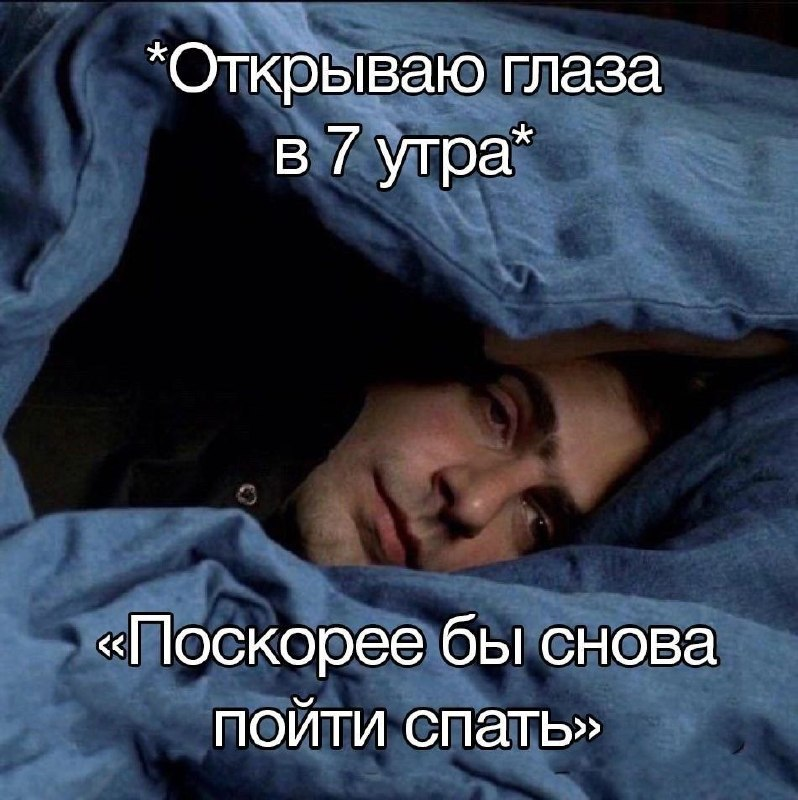 *Открываю глаза
в 7 утра*
«Поскорее бы снова
пойти спать»